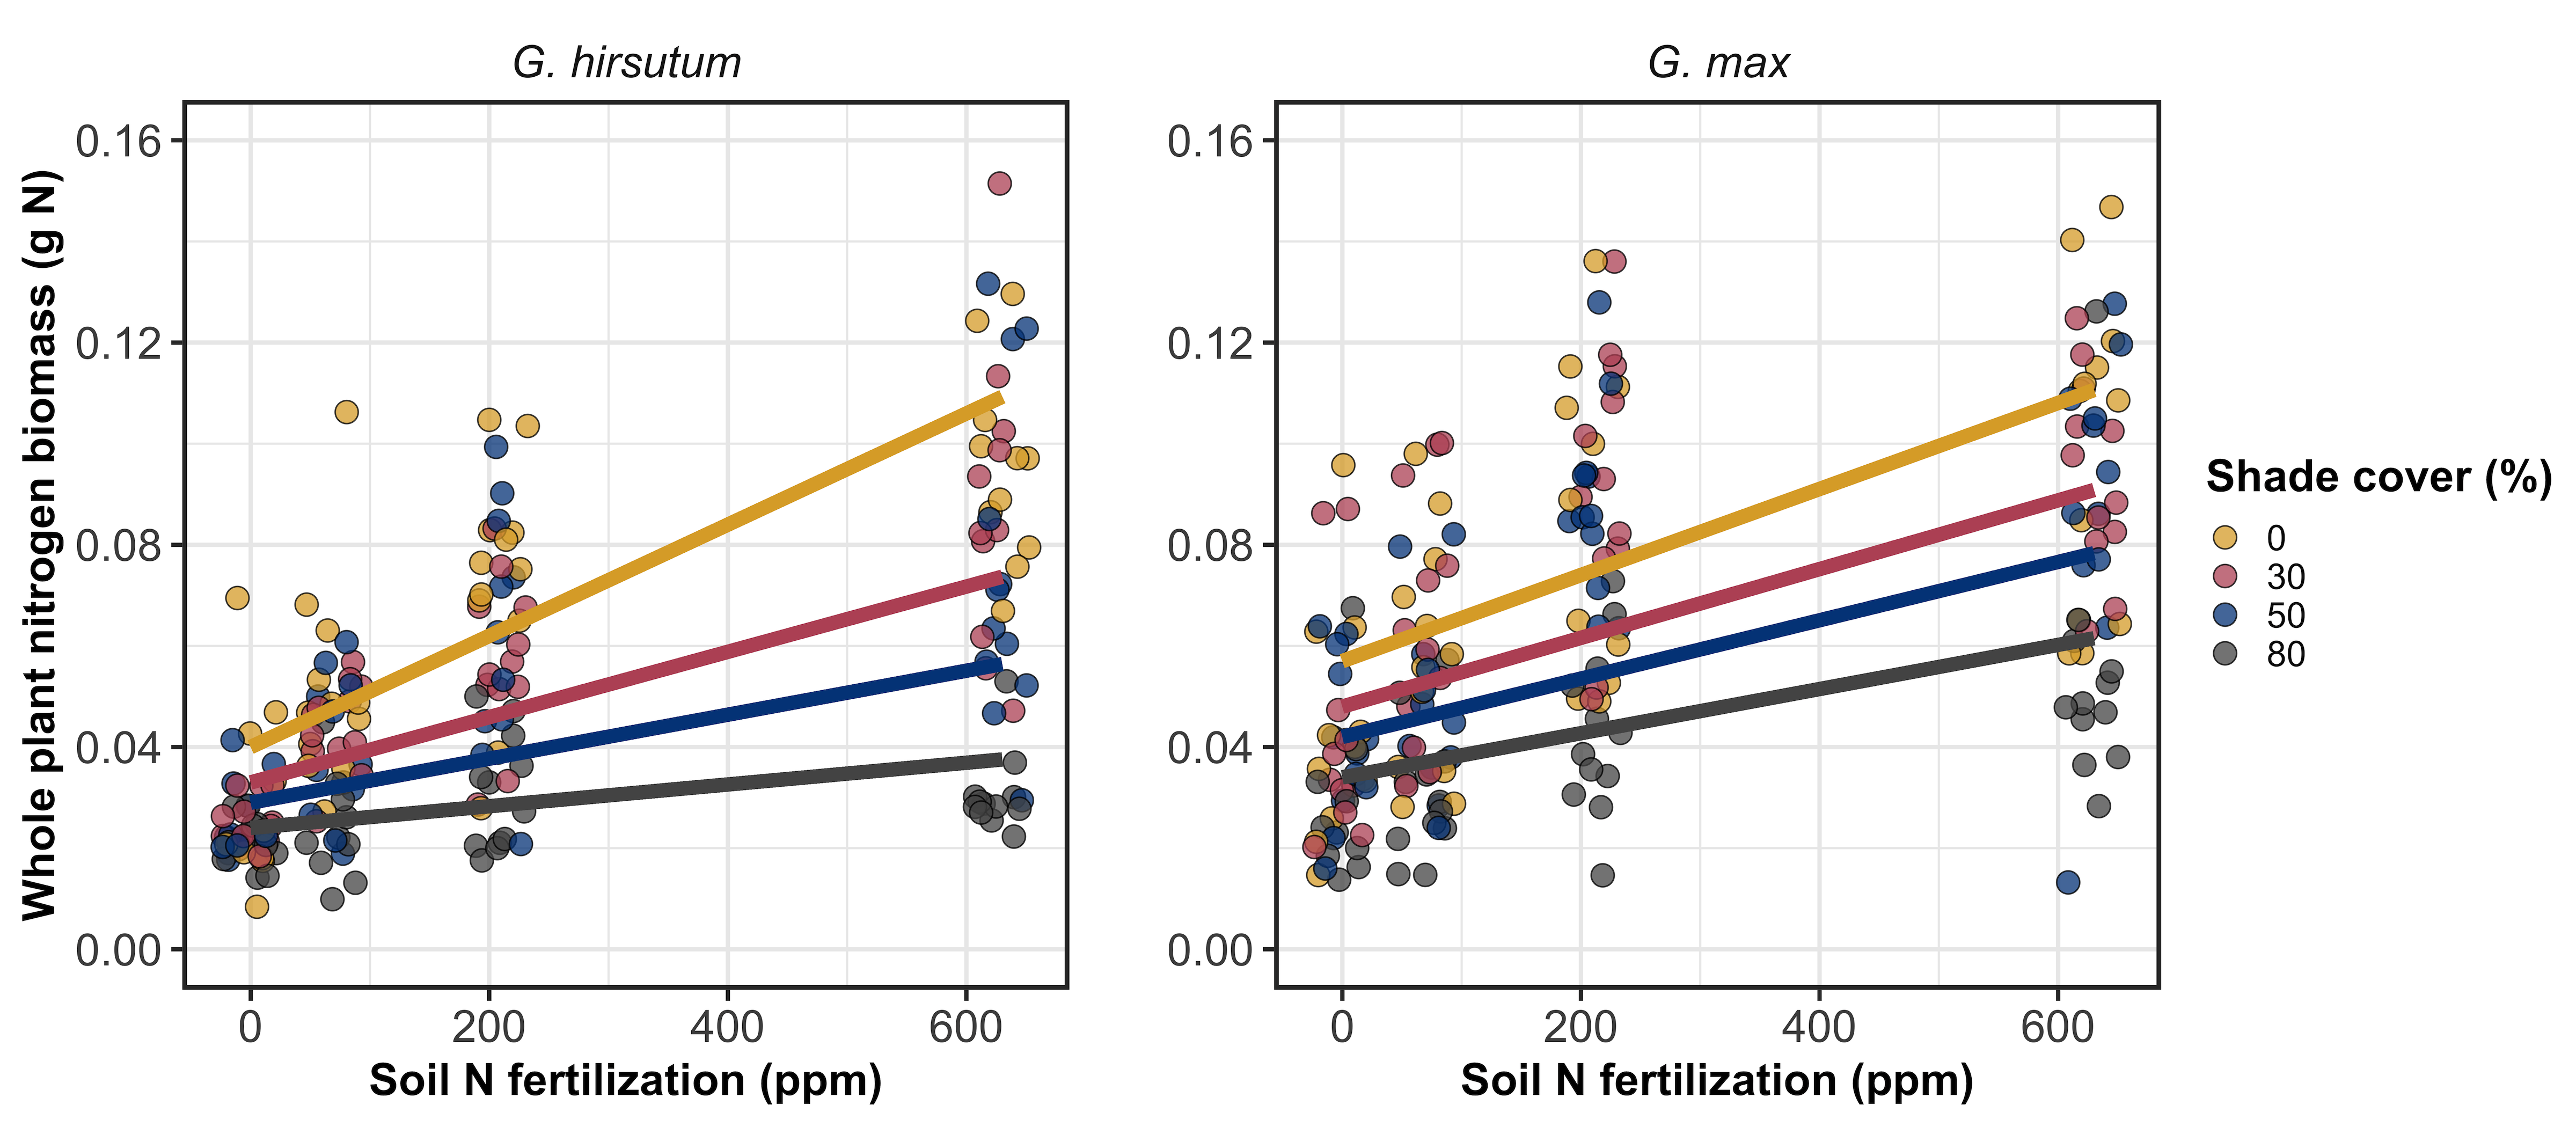 G. hirsutum
G. max
Whole plant nitrogen biomass (g N)
0.16
0.12
0.08
0.04
0.00
0 200 400 600
Soil N fertilization (ppm)
0.16
0.12
0.08
0.04
0.00
0 200 400 600
Soil N fertilization (ppm)
Shade cover (%)
0
30
50
80